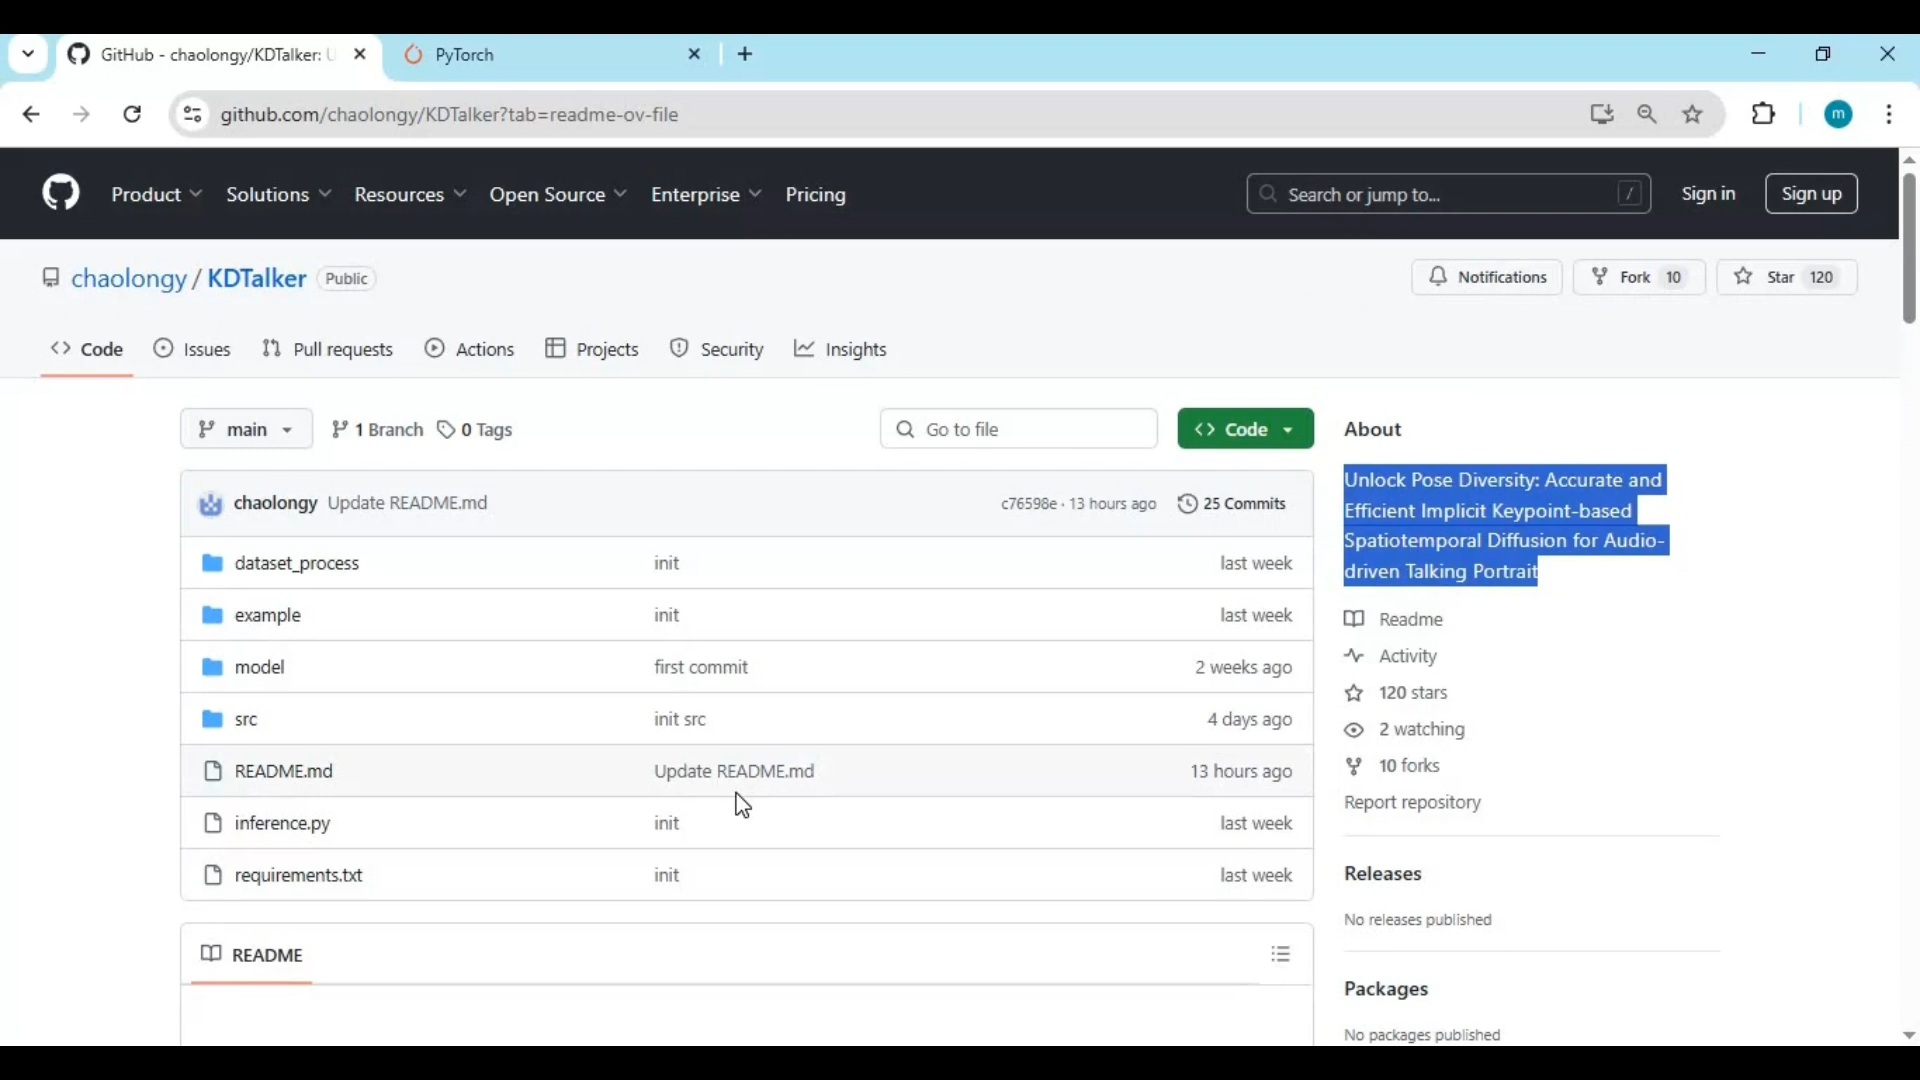 GitHub - chaolongy/KDTalker: U
PyTorch
github.com/chaolongy/KDTalker?tab=readme-ov-file
m
Product
Solutions
Resources
Open Source
Enterprise
Pricing
Search or jump to...
/
Sign in
Sign up
chaolongy / KDTalker
Public
Notifications
Fork 10
Star 120
Code
Issues
Pull requests
Actions
Projects
Security
Insights
main
1 Branch
0 Tags
Go to file
Code
chaolongy Update README.md
c76598e · 13 hours ago
25 Commits
dataset_process init last week
example init last week
model first commit 2 weeks ago
src init src 4 days ago
README.md Update README.md 13 hours ago
inference.py init last week
requirements.txt init last week
README
About
Unlock Pose Diversity: Accurate and
Efficient Implicit Keypoint-based
Spatiotemporal Diffusion for Audio-
driven Talking Portrait
Readme
Activity
120 stars
2 watching
10 forks
Report repository
Releases
No releases published
Packages
No packages published